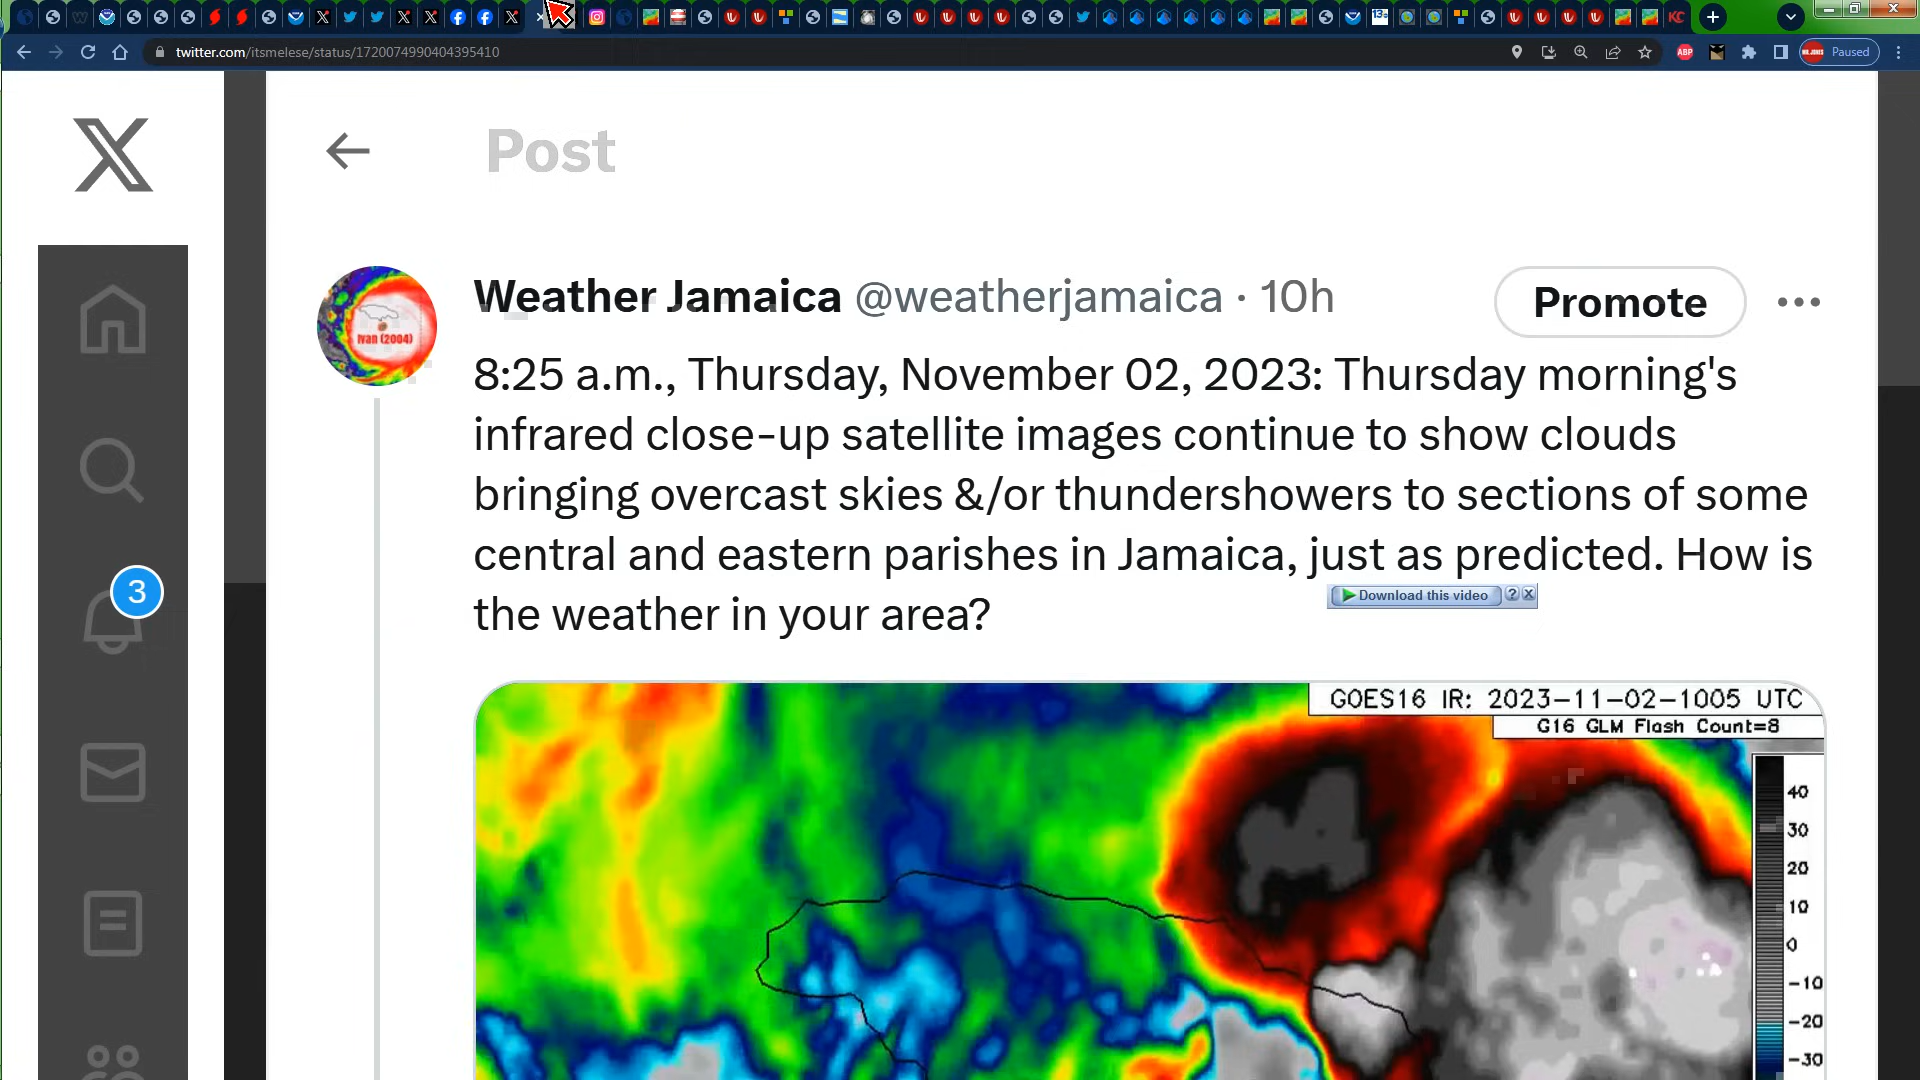 twitter.com/itsmelese/status/1720074990404395410
Paused
Post
Weather Jamaica @weatherjamaica · 10h
Promote
8:25 a.m., Thursday, November 02, 2023: Thursday morning's
infrared close-up satellite images continue to show clouds
bringing overcast skies &/or thundershowers to sections of some
central and eastern parishes in Jamaica, just as predicted. How is
the weather in your area?
Download this video
3
Ivan (2004)
GOES16 IR: 2023-11-02-1005 UTC
G16 GLM Flash Count=8
40
30
20
10
0
-10
-20
-30
ABP
KC